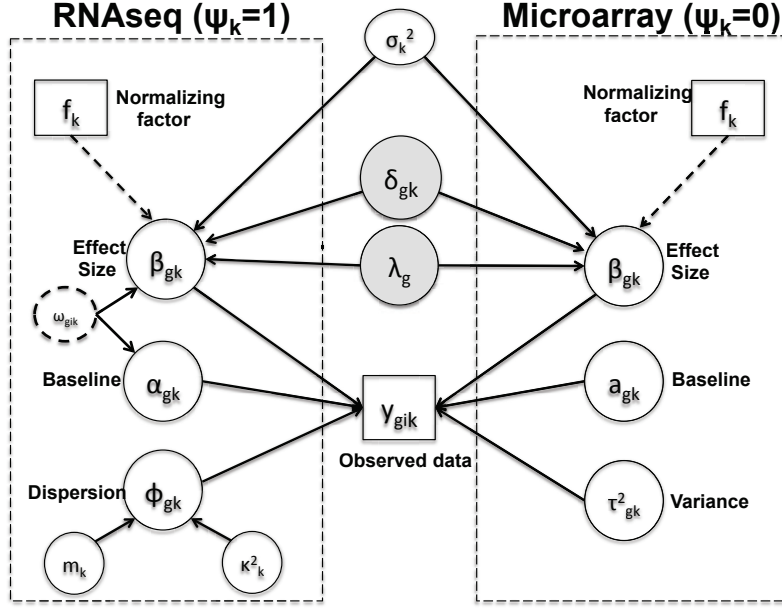 RNAseq (ψk=1)
σk²
Microarray (ψk=0)
fk
Normalizing
factor
Normalizing
factor
fk
δgk
Effect
Size
βgk
λg
βgk
Effect
Size
ωgik
Baseline
αgk
ygik
agk
Baseline
Observed data
Dispersion
ϕgk
τ²gk
Variance
mk
κ²k